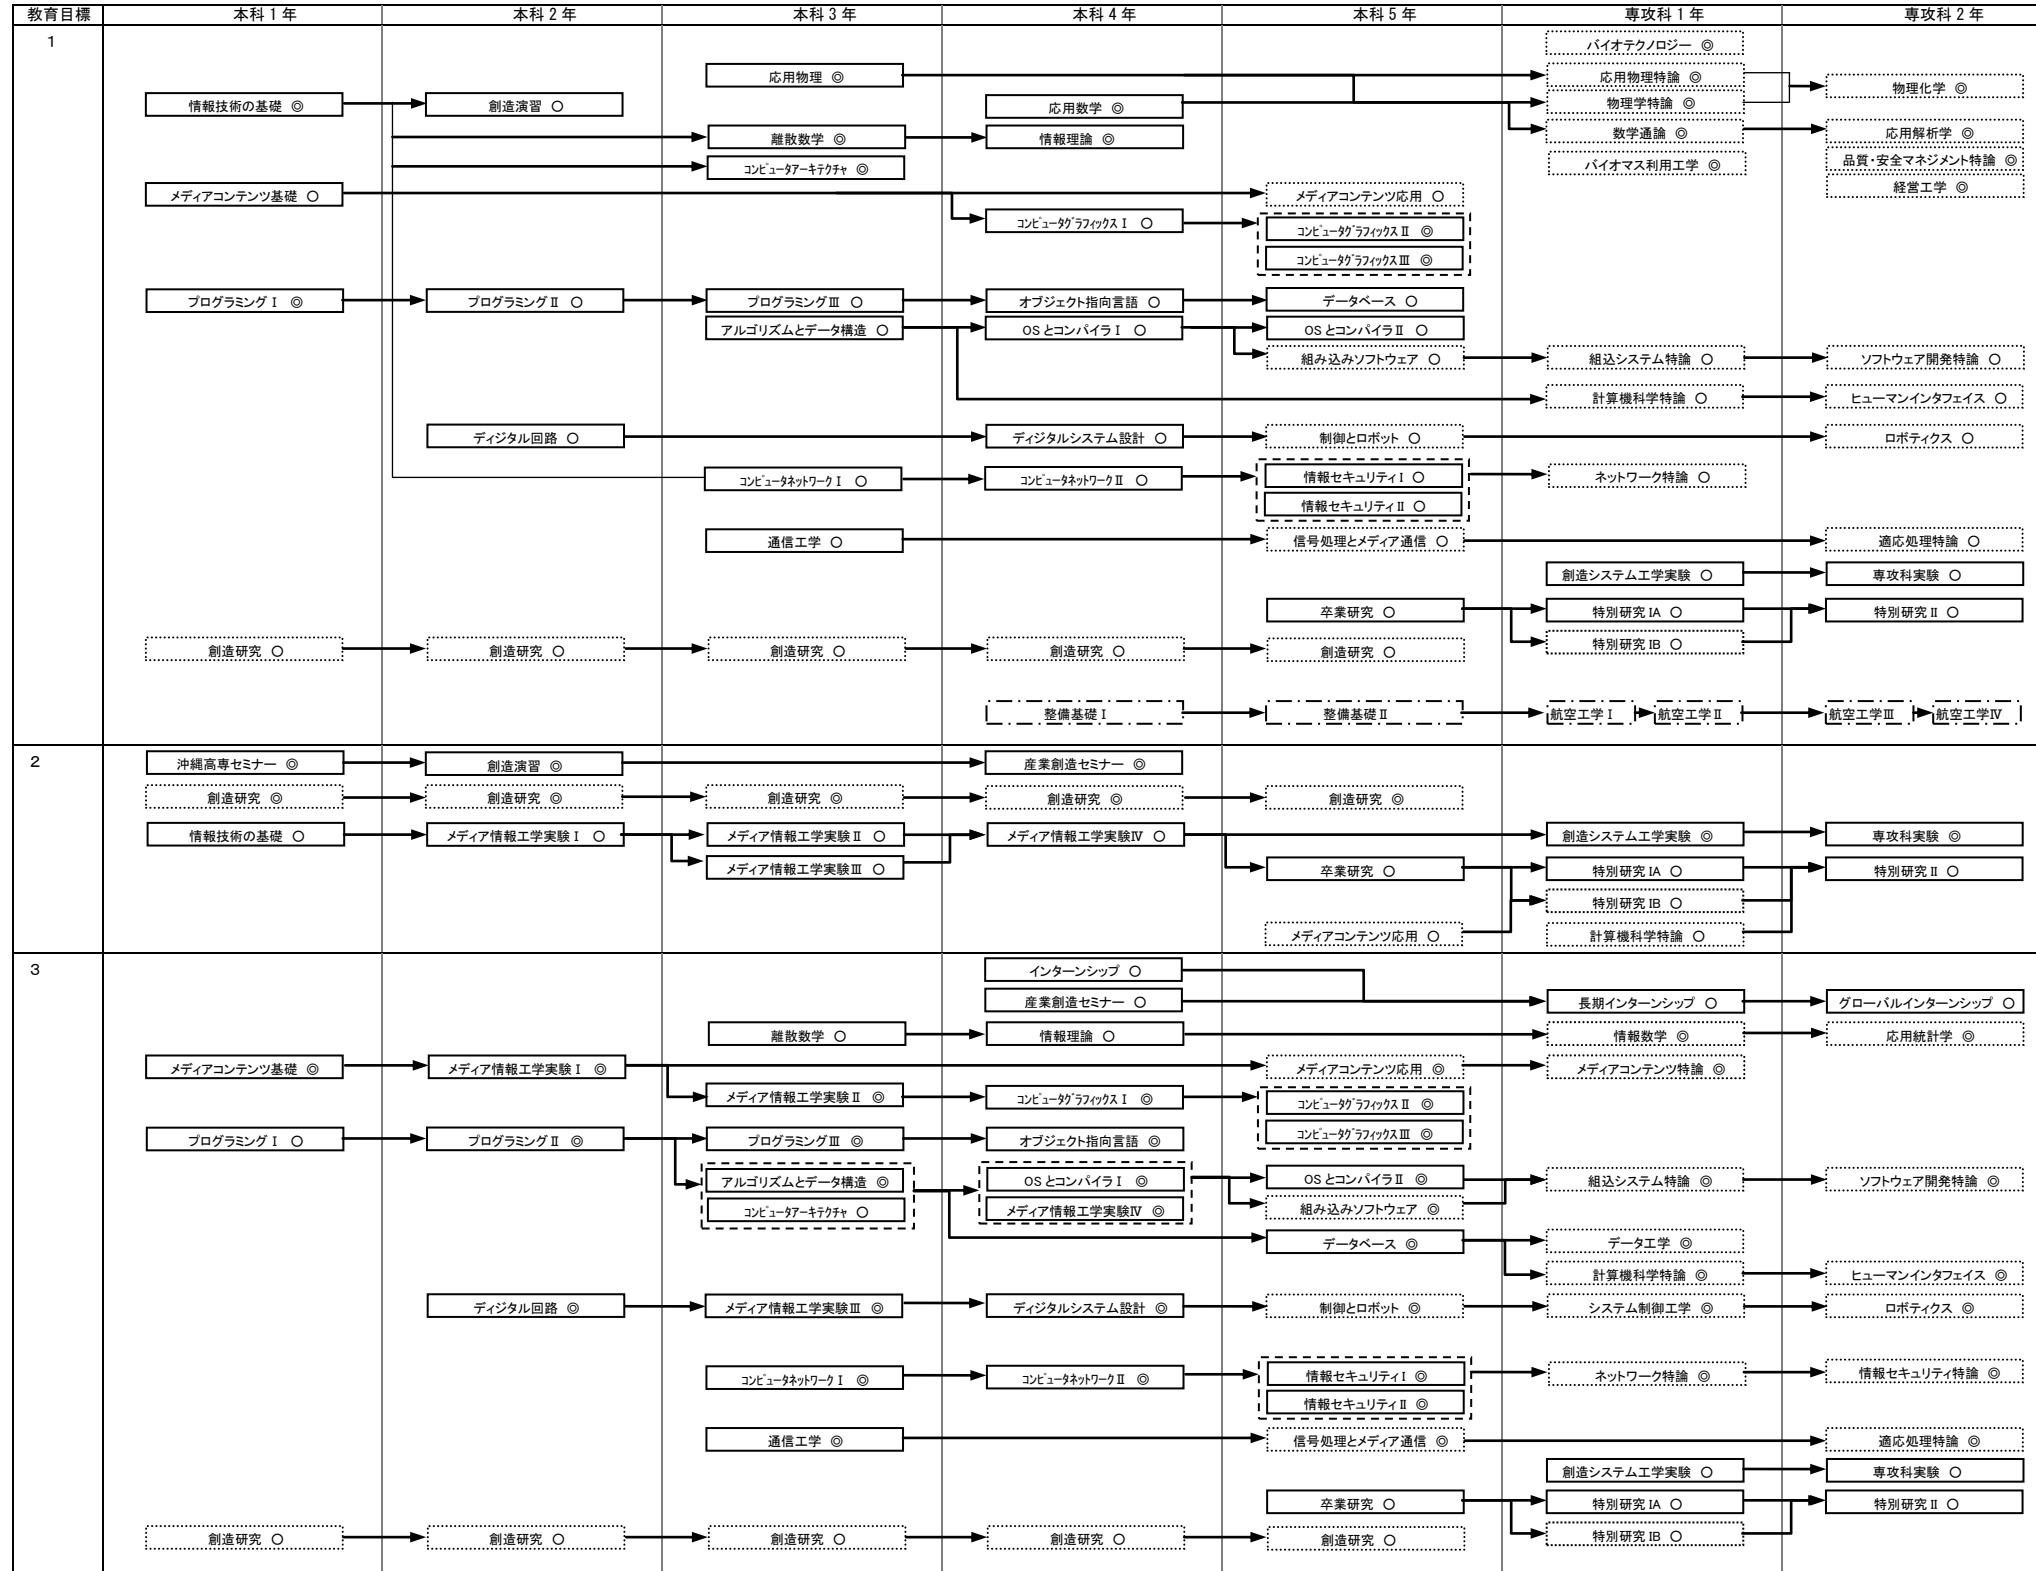 教育目標 本科1年 本科2年 本科3年 本科4年 本科5年 専攻科1年 専攻科2年
1
バイオテクノロジー ◎
応用物理 ◎ 応用物理特論 ◎
物理化学 ◎
情報技術の基礎 ◎ 創造演習 ○ 応用数学 ◎ 物理学特論 ◎
離散数学 ◎ 情報理論 ◎ 数学通論 ◎ 応用解析学 ◎
コンピュータアーキテクチャ ◎ バイオマス利用工学 ◎ 品質・安全マネジメント特論 ◎
メディアコンテンツ基礎 ○ メディアコンテンツ応用 ○ 経営工学 ◎
コンピュータグラフィックスⅠ ○ コンピュータグラフィックスⅡ ◎
コンピュータグラフィックスⅢ ◎
プログラミングⅠ ◎ プログラミングⅡ ○ プログラミングⅢ ○ オブジェクト指向言語 ○ データベース ○
アルゴリズムとデータ構造 ○ OSとコンパイラⅠ ○ OSとコンパイラⅡ ○
組み込みソフトウェア ○ 組込システム特論 ○ ソフトウェア開発特論 ○
計算機科学特論 ○ ヒューマンインタフェイス ○
ディジタル回路 ○ ディジタルシステム設計 ○ 制御とロボット ○ ロボティクス ○
コンピュータネットワークⅠ ○ コンピュータネットワークⅡ ○ 情報セキュリティⅠ ○ ネットワーク特論 ○
情報セキュリティⅡ ○
通信工学 ○ 信号処理とメディア通信 ○ 適応処理特論 ○
創造システム工学実験 ○ 専攻科実験 ○
卒業研究 ○ 特別研究ⅠA ○ 特別研究Ⅱ ○
創造研究 ○ 創造研究 ○ 創造研究 ○ 創造研究 ○ 創造研究 ○ 特別研究ⅠB ○
整備基礎Ⅰ 整備基礎Ⅱ 航空工学Ⅰ 航空工学Ⅱ 航空工学Ⅲ 航空工学Ⅳ
2
沖縄高専セミナー ◎ 創造演習 ◎ 産業創造セミナー ◎
創造研究 ◎ 創造研究 ◎ 創造研究 ◎ 創造研究 ◎ 創造研究 ◎
情報技術の基礎 ○ メディア情報工学実験Ⅰ ○ メディア情報工学実験Ⅱ ○ メディア情報工学実験Ⅳ ○ 創造システム工学実験 ◎ 専攻科実験 ◎
メディア情報工学実験Ⅲ ○ 卒業研究 ○ 特別研究ⅠA ○ 特別研究Ⅱ ○
特別研究ⅠB ○
メディアコンテンツ応用 ○ 計算機科学特論 ○
3
インターンシップ ○
産業創造セミナー ○ 長期インターンシップ ○ グローバルインターンシップ ○
離散数学 ○ 情報理論 ○ 情報数学 ◎ 応用統計学 ◎
メディアコンテンツ基礎 ◎ メディア情報工学実験Ⅰ ◎ メディアコンテンツ応用 ◎ メディアコンテンツ特論 ◎
メディア情報工学実験Ⅱ ◎ コンピュータグラフィックスⅠ ◎ コンピュータグラフィックスⅡ ◎
コンピュータグラフィックスⅢ ◎
プログラミングⅠ ○ プログラミングⅡ ◎ プログラミングⅢ ◎ オブジェクト指向言語 ◎
アルゴリズムとデータ構造 ◎ OSとコンパイラⅠ ◎ OSとコンパイラⅡ ◎ 組込システム特論 ◎ ソフトウェア開発特論 ◎
コンピュータアーキテクチャ ○ メディア情報工学実験Ⅳ ◎ 組み込みソフトウェア ◎
データベース ◎ データ工学 ◎
計算機科学特論 ◎ ヒューマンインタフェイス ◎
ディジタル回路 ◎ メディア情報工学実験Ⅲ ◎ ディジタルシステム設計 ◎ 制御とロボット ◎ システム制御工学 ◎ ロボティクス ◎
コンピュータネットワークⅠ ◎ コンピュータネットワークⅡ ◎ 情報セキュリティⅠ ◎ ネットワーク特論 ◎ 情報セキュリティ特論 ◎
情報セキュリティⅡ ◎
通信工学 ◎ 信号処理とメディア通信 ◎ 適応処理特論 ◎
創造システム工学実験 ○ 専攻科実験 ○
卒業研究 ○ 特別研究ⅠA ○ 特別研究Ⅱ ○
創造研究 ○ 創造研究 ○ 創造研究 ○ 創造研究 ○ 創造研究 ○ 特別研究ⅠB ○